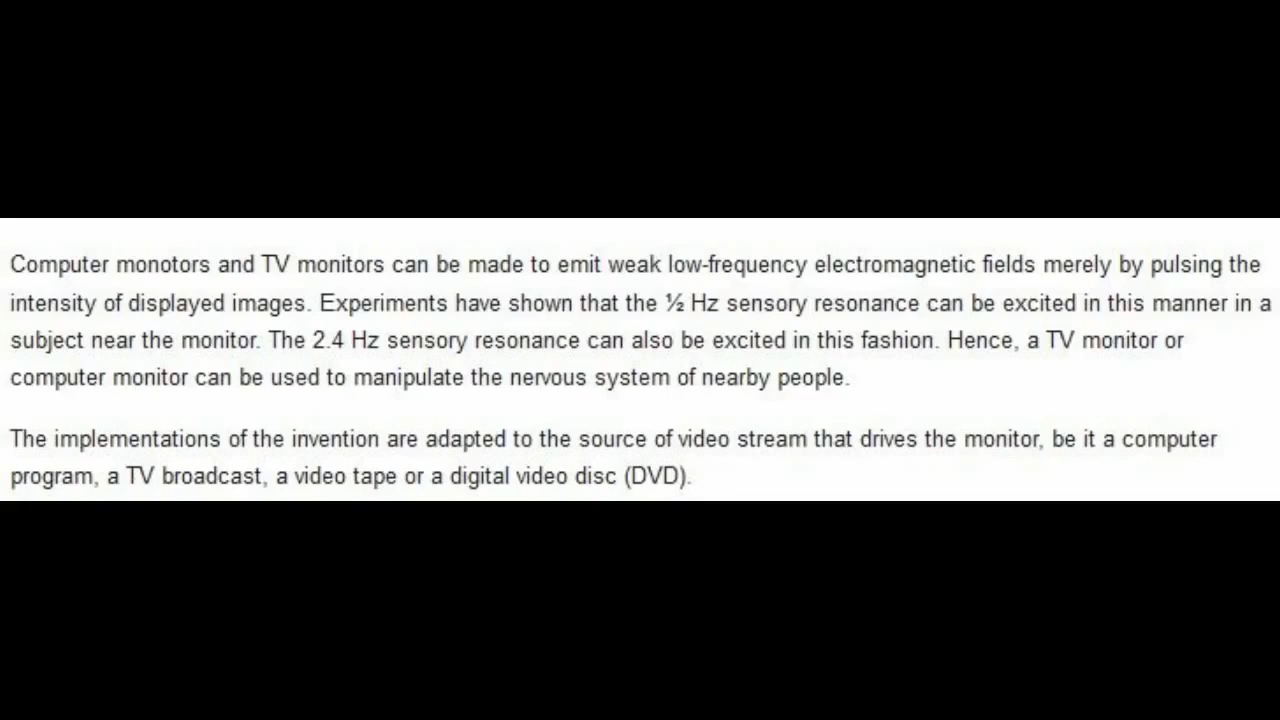 Computer monotors and TV monitors can be made to emit weak low-frequency electromagnetic fields merely by pulsing the
intensity of displayed images. Experiments have shown that the ½ Hz sensory resonance can be excited in this manner in a
subject near the monitor. The 2.4 Hz sensory resonance can also be excited in this fashion. Hence, a TV monitor or
computer monitor can be used to manipulate the nervous system of nearby people.
The implementations of the invention are adapted to the source of video stream that drives the monitor, be it a computer
program, a TV broadcast, a video tape or a digital video disc (DVD).